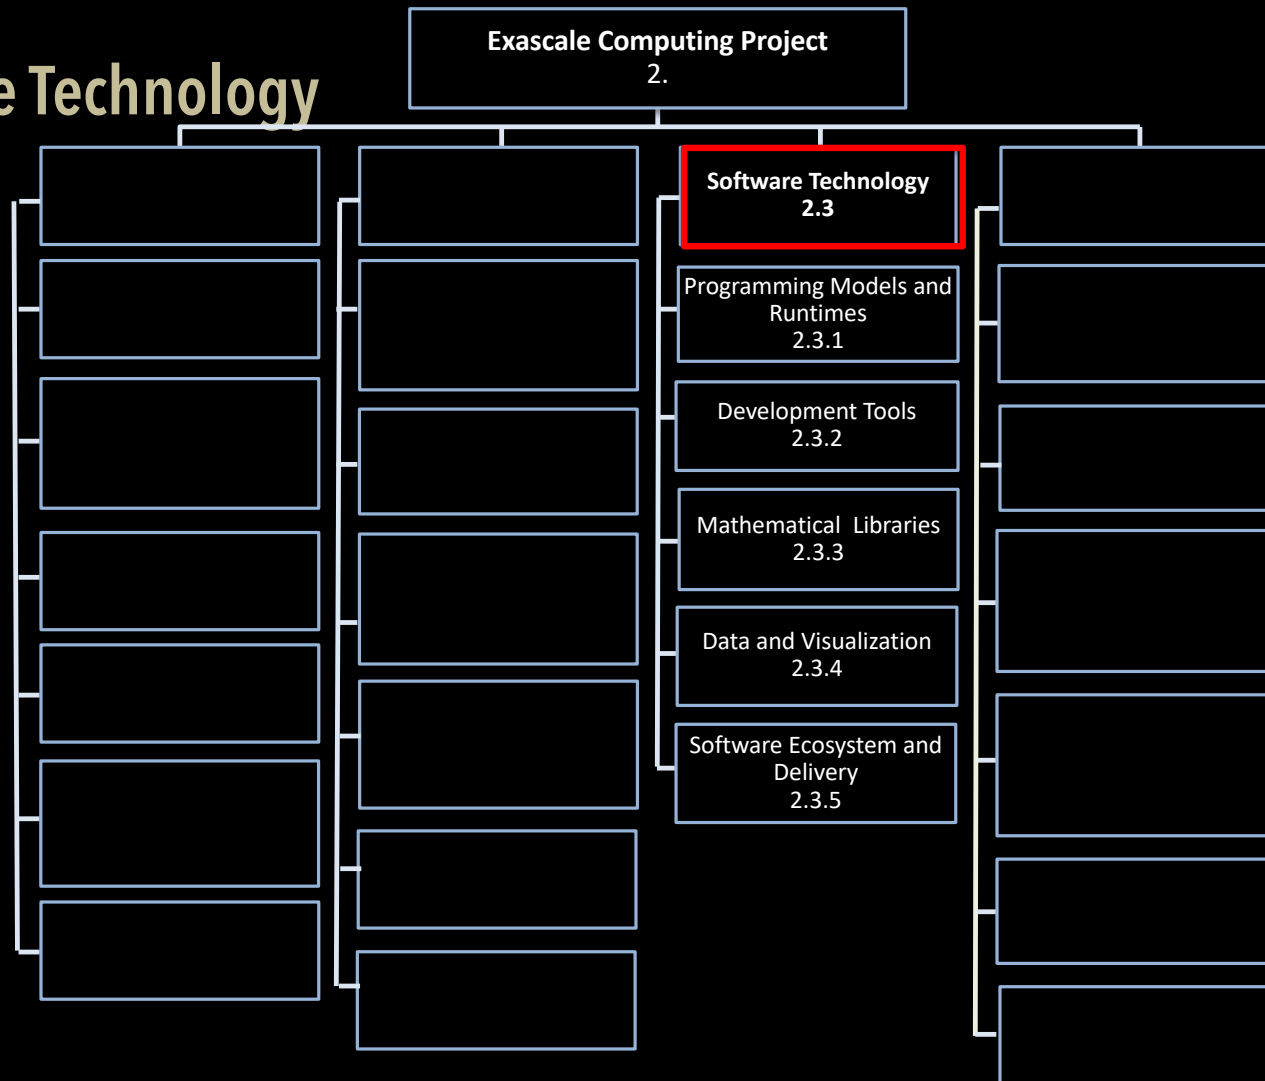 Exascale Computing Project
2.
e Technology
Software Technology
2.3
Programming Models and
Runtimes
2.3.1
Development Tools
2.3.2
Mathematical Libraries
2.3.3
Data and Visualization
2.3.4
Software Ecosystem and
Delivery
2.3.5